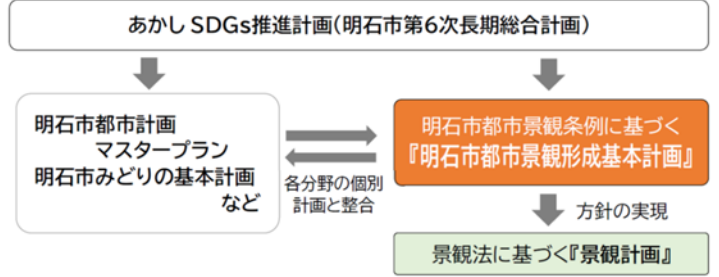 あかし SDGs推進計画(明石市第6次長期総合計画)
明石市都市計画
マスタープラン
明石市みどりの基本計画
など
各分野の個別
計画と整合
明石市都市景観条例に基づく
『明石市都市景観形成基本計画』
方針の実現
景観法に基づく『景観計画』